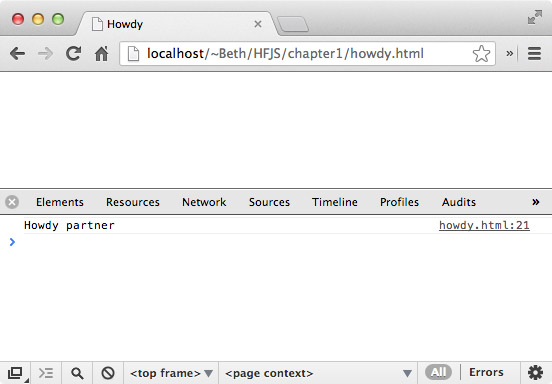 Howdy
localhost/~Beth/HFJS/chapter1/howdy.html
»
Elements Resources Network Sources Timeline Profiles Audits »
Howdy partner howdy.html:21
<top frame> <page context> All Errors